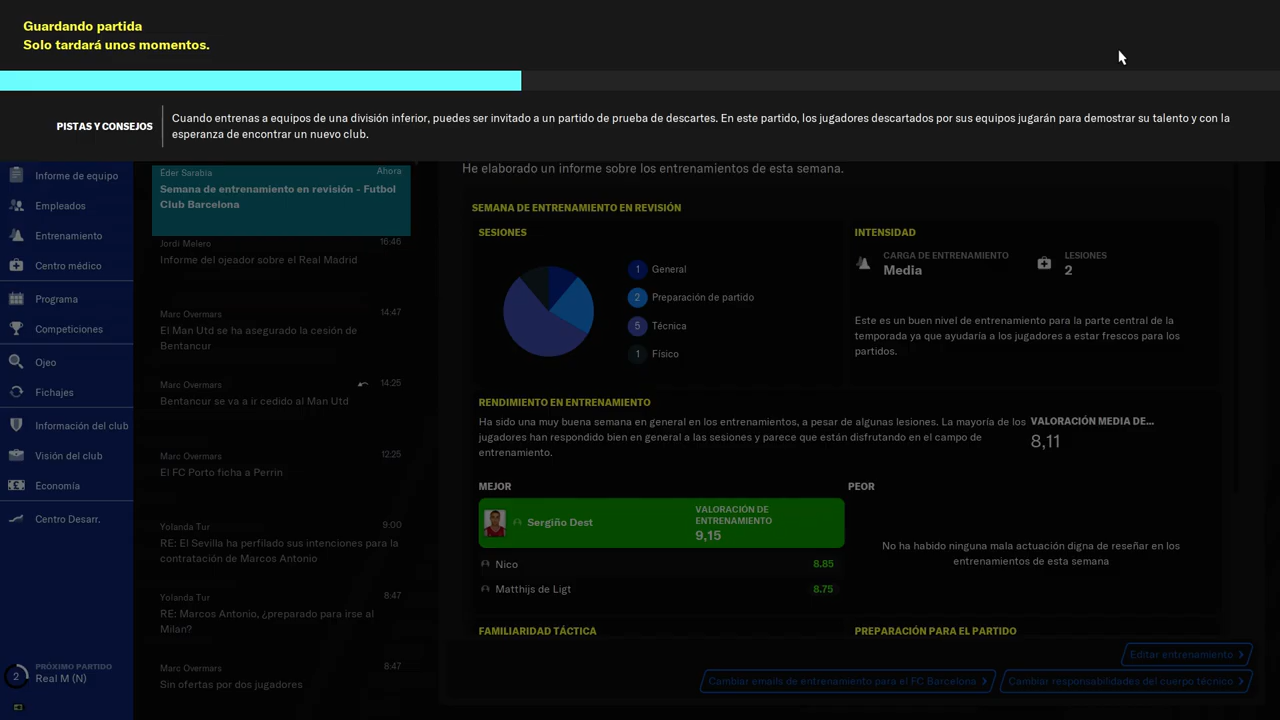 Guardando partida
Solo tardará unos momentos.
PISTAS Y CONSEJOS
Cuando entrenas a equipos de una división inferior, puedes ser invitado a un partido de prueba de descartes. En este partido, los jugadores descartados por sus equipos jugarán para demostrar su talento y con la
esperanza de encontrar un nuevo club.
Informe de equipo
Empleados
Entrenamiento
Centro médico
Programa
Competiciones
Ojeo
Fichajes
Información del club
Visión del club
Economía
Centro Desarr.
PRÓXIMO PARTIDO
2
Real M (N)
Éder Sarabia
Ahora
Semana de entrenamiento en revisión - Futbol
Club Barcelona
Jordi Melero
16:46
Informe del ojeador sobre el Real Madrid
Marc Overmars
14:47
El Man Utd se ha asegurado la cesión de
Bentancur
Marc Overmars
14:25
Bentancur se va a ir cedido al Man Utd
Marc Overmars
12:25
El FC Porto ficha a Perrin
Yolanda Tur
9:00
RE: El Sevilla ha perfilado sus intenciones para la
contratación de Marcos Antonio
Yolanda Tur
8:47
RE: Marcos Antonio, ¿preparado para irse al
Milan?
Marc Overmars
8:47
Sin ofertas por dos jugadores
He elaborado un informe sobre los entrenamientos de esta semana.
SEMANA DE ENTRENAMIENTO EN REVISIÓN
SESIONES
1 General
2 Preparación de partido
5 Técnica
1 Físico
INTENSIDAD
CARGA DE ENTRENAMIENTO
Media
LESIONES
2
Este es un buen nivel de entrenamiento para la parte central de la
temporada ya que ayudaría a los jugadores a estar frescos para los
partidos.
RENDIMIENTO EN ENTRENAMIENTO
Ha sido una muy buena semana en general en los entrenamientos, a pesar de algunas lesiones. La mayoría de los
jugadores han respondido bien en general a las sesiones y parece que están disfrutando en el campo de
entrenamiento.
VALORACIÓN MEDIA DE...
8,11
MEJOR
Sergiño Dest
VALORACIÓN DE
ENTRENAMIENTO
9,15
Nico
8.85
Matthijs de Ligt
8.75
PEOR
No ha habido ninguna mala actuación digna de reseñar en los
entrenamientos de esta semana
FAMILIARIDAD TÁCTICA
PREPARACIÓN PARA EL PARTIDO
Editar entrenamiento
Cambiar emails de entrenamiento para el FC Barcelona
Cambiar responsabilidades del cuerpo técnico